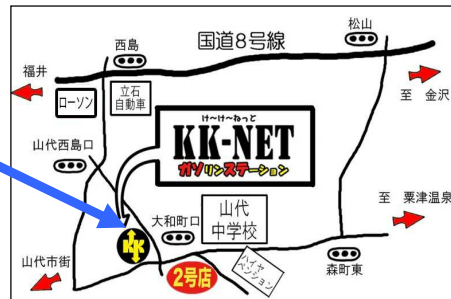 西島
国道8号線
松山
福井
ローソン
立石
自動車
至 金沢
け～け～ねっと
KK-NET
ガソリンステーション
山代西島口
山代
中学校
至 粟津温泉
大和町口
KK
山代市街
2号店
ハイヤ
ペンション
森町東